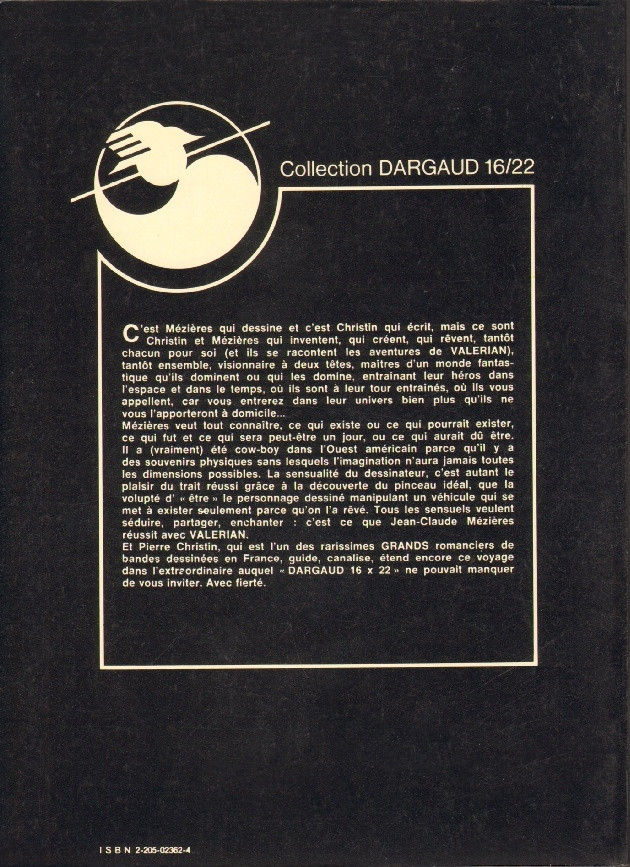 Collection DARGAUD 16/22
C'est Mézières qui dessine et c'est Christin qui écrit, mais ce sont
Christin et Mézières qui inventent, qui créent, qui rêvent, tantôt
chacun pour soi (et ils se racontent les aventures de VALERIAN),
tantôt ensemble, visionnaire à deux têtes, maîtres d'un monde fantas-
tique qu'ils dominent ou qui les domine, entraînant leur héros dans
l'espace et dans le temps, où ils sont à leur tour entraînés, où ils vous
appellent, car vous entrerez dans leur univers bien plus qu'ils ne
vous l'apporteront à domicile...
Mézières veut tout connaître, ce qui existe ou ce qui pourrait exister,
ce qui fut et ce qui sera peut-être un jour, ou ce qui aurait dû être.
Il a (vraiment) été cow-boy dans l'Ouest américain parce qu'il y a
des souvenirs physiques sans lesquels l'imagination n'aura jamais toutes
les dimensions possibles. La sensualité du dessinateur, c'est autant le
plaisir du trait réussi grâce à la découverte du pinceau idéal, que la
volupté d' « être » le personnage dessiné manipulant un véhicule qui se
met à exister seulement parce qu'on l'a rêvé. Tous les sensuels veulent
séduire, partager, enchanter : c'est ce que Jean-Claude Mézières
réussit avec VALERIAN.
Et Pierre Christin, qui est l'un des rarissimes GRANDS romanciers de
bandes dessinées en France, guide, canalise, étend encore ce voyage
dans l'extraordinaire auquel « DARGAUD 16 x 22 » ne pouvait manquer
de vous inviter. Avec fierté.
ISBN 2-205-02362-4